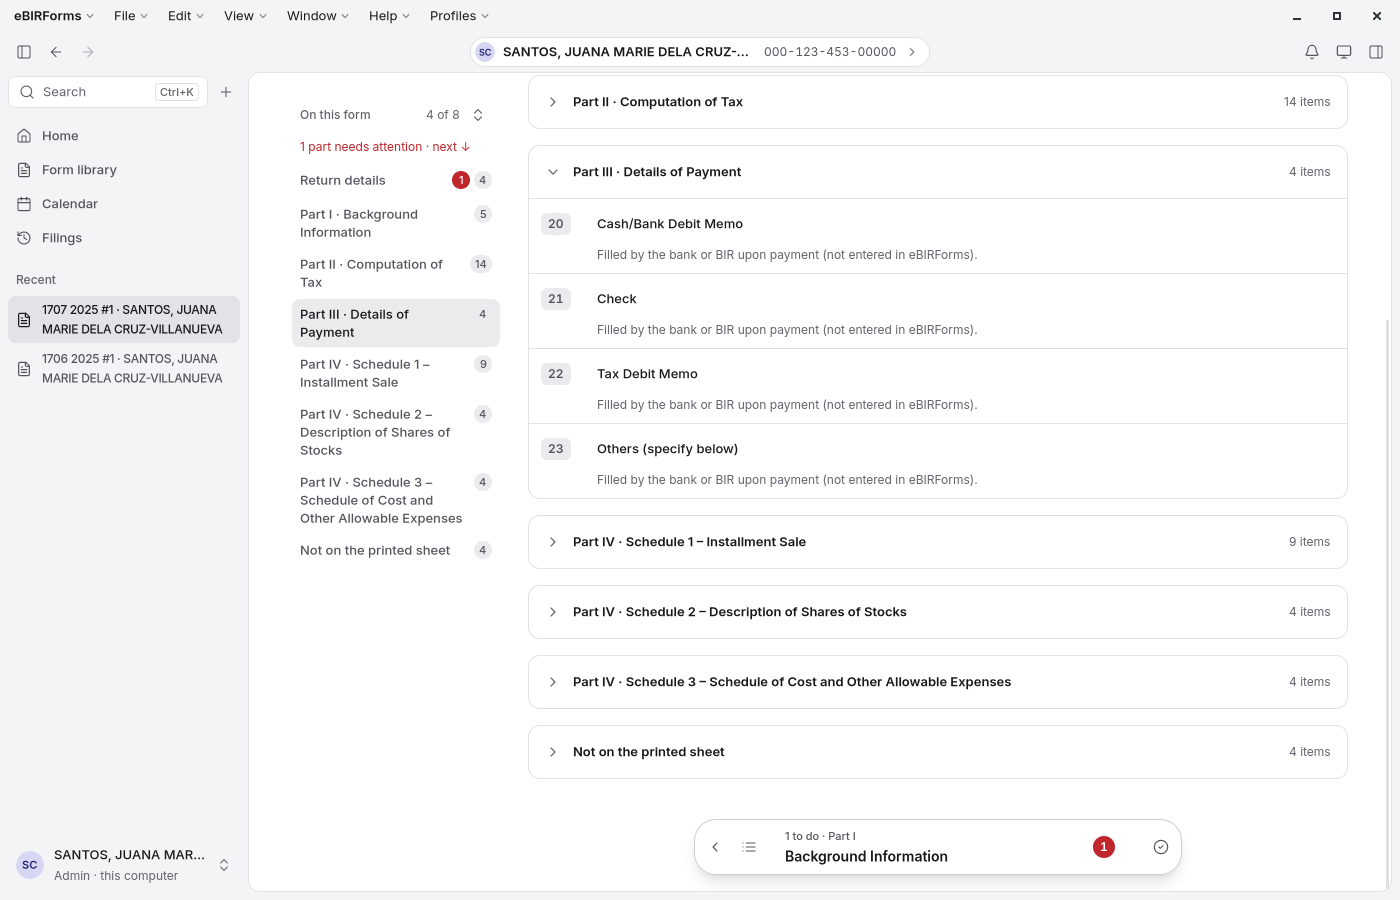 eBIRForms File Edit View Window Help Profiles
SC SANTOS, JUANA MARIE DELA CRUZ-... 000-123-453-00000
Search Ctrl+K
Home
Form library
Calendar
Filings
Recent
1707 2025 #1 · SANTOS, JUANA
MARIE DELA CRUZ-VILLANUEVA
1706 2025 #1 · SANTOS, JUANA
MARIE DELA CRUZ-VILLANUEVA
SC SANTOS, JUANA MAR...
Admin · this computer
On this form 4 of 8
1 part needs attention · next ↓
Return details 1 4
Part I · Background 5
Information
Part II · Computation of 14
Tax
Part III · Details of 4
Payment
Part IV · Schedule 1 – 9
Installment Sale
Part IV · Schedule 2 – 4
Description of Shares of
Stocks
Part IV · Schedule 3 – 4
Schedule of Cost and
Other Allowable Expenses
Not on the printed sheet 4
Part II · Computation of Tax 14 items
Part III · Details of Payment 4 items
20 Cash/Bank Debit Memo
Filled by the bank or BIR upon payment (not entered in eBIRForms).
21 Check
Filled by the bank or BIR upon payment (not entered in eBIRForms).
22 Tax Debit Memo
Filled by the bank or BIR upon payment (not entered in eBIRForms).
23 Others (specify below)
Filled by the bank or BIR upon payment (not entered in eBIRForms).
Part IV · Schedule 1 – Installment Sale 9 items
Part IV · Schedule 2 – Description of Shares of Stocks 4 items
Part IV · Schedule 3 – Schedule of Cost and Other Allowable Expenses 4 items
Not on the printed sheet 4 items
1 to do · Part I
Background Information 1